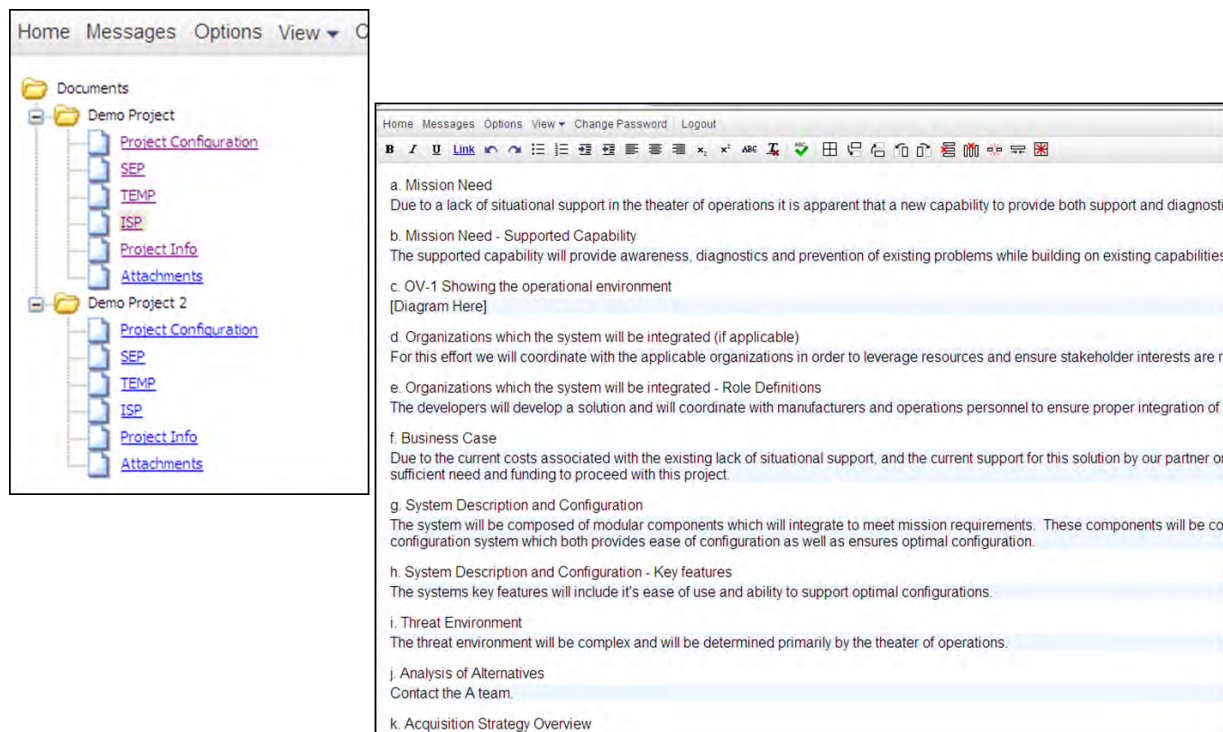 Home Messages Options View
Documents
Demo Project
Project Configuration
SEP
TEMP
ISP
Project Info
Attachments
Demo Project 2
Project Configuration
SEP
TEMP
ISP
Project Info
Attachments
Home Messages Options View Change Password Logout
B I U Link x₂ x² ABC T
a. Mission Need
Due to a lack of situational support in the theater of operations it is apparent that a new capability to provide both support and diagnosti
b. Mission Need - Supported Capability
The supported capability will provide awareness, diagnostics and prevention of existing problems while building on existing capabilities
c. OV-1 Showing the operational environment
[Diagram Here]
d. Organizations which the system will be integrated (if applicable)
For this effort we will coordinate with the applicable organizations in order to leverage resources and ensure stakeholder interests are
e. Organizations which the system will be integrated - Role Definitions
The developers will develop a solution and will coordinate with manufacturers and operations personnel to ensure proper integration of
f. Business Case
Due to the current costs associated with the existing lack of situational support, and the current support for this solution by our partner
sufficient need and funding to proceed with this project.
g. System Description and Configuration
The system will be composed of modular components which will integrate to meet mission requirements. These components will be co
configuration system which both provides ease of configuration as well as ensures optimal configuration.
h. System Description and Configuration - Key features
The systems key features will include it's ease of use and ability to support optimal configurations.
i. Threat Environment
The threat environment will be complex and will be determined primarily by the theater of operations.
j. Analysis of Alternatives
Contact the A team.
k. Acquisition Strategy Overview